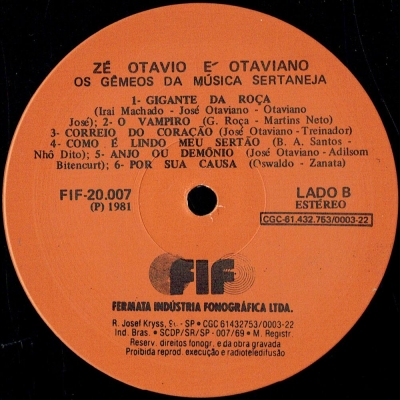 ZÉ OTAVIO E´ OTAVIANO
OS GÊMEOS DA MÚSICA SERTANEJA
1- GIGANTE DA ROÇA
(Irai Machado - José Otaviano - Otaviano
José); 2- O VAMPIRO (G. Roça - Martins Neto)
3- CORREIO DO CORAÇÃO (José Otaviano - Treinador)
4- COMO É LINDO MEU SERTÃO (B. A. Santos -
Nhô Dito); 5- ANJO OU DEMÔNIO (José Otaviano - Adilsom
Bitencurt); 6- POR SUA CAUSA (Oswaldo - Zanata)
FIF-20.007
(P) 1981
LADO B
ESTÉREO
CGC-61.432.753/0003-22
FIF
FERMATA INDÚSTRIA FONOGRÁFICA LTDA.
R. Josef Kryss, - SP • CGC 61432753/0003-22
Ind. Bras. • SCDP/SR/SP - 007/69 • M. Registr.
Reserv. direitos fonogr. e da obra gravada
Proibida reprod. execução e radioteledifusão